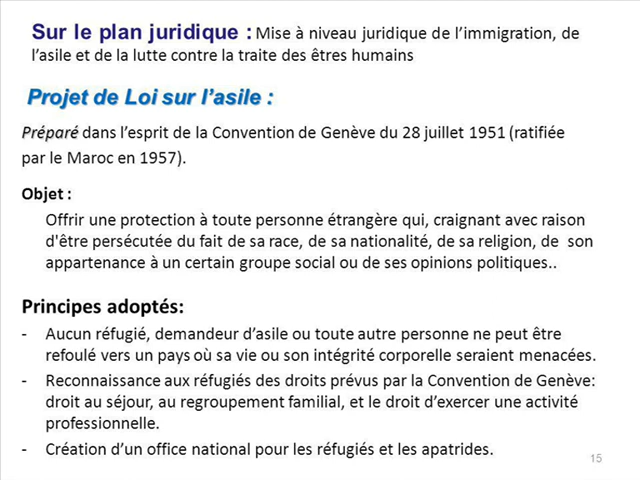 Sur le plan juridique : Mise à niveau juridique de l'immigration, de
l'asile et de la lutte contre la traite des êtres humains
Projet de Loi sur l'asile :
Préparé dans l'esprit de la Convention de Genève du 28 juillet 1951 (ratifiée
par le Maroc en 1957).
Objet :
Offrir une protection à toute personne étrangère qui, craignant avec raison
d'être persécutée du fait de sa race, de sa nationalité, de sa religion, de son
appartenance à un certain groupe social ou de ses opinions politiques..
Principes adoptés:
- Aucun réfugié, demandeur d'asile ou toute autre personne ne peut être
refoulé vers un pays où sa vie ou son intégrité corporelle seraient menacées.
- Reconnaissance aux réfugiés des droits prévus par la Convention de Genève:
droit au séjour, au regroupement familial, et le droit d'exercer une activité
professionnelle.
- Création d'un office national pour les réfugiés et les apatrides.
15